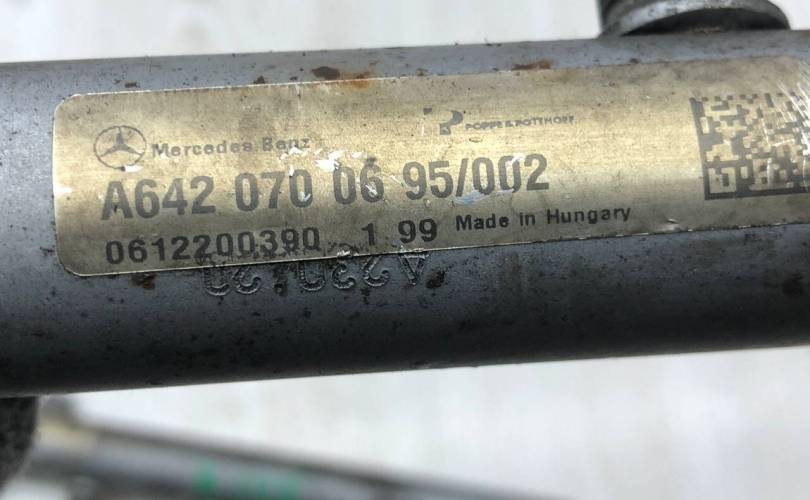 Mercedes Benz
POPPE & POTTHOFF
A642 070 06 95/002
0612200390 1 99 Made in Hungary